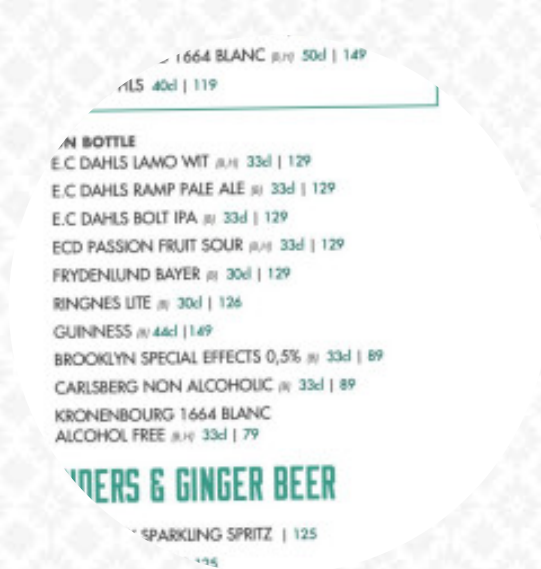 1664 BLANC 50cl | 149
HLS 40cl | 119
N BOTTLE
E.C DAHLS LAMO WIT (B,H) 33cl | 129
E.C DAHLS RAMP PALE ALE (B) 33cl | 129
E.C DAHLS BOLT IPA (B) 33cl | 129
ECD PASSION FRUIT SOUR (B,H) 33cl | 129
FRYDENLUND BAYER (B) 30cl | 129
RINGNES LITE (B) 30cl | 126
GUINNESS (B) 44cl |149
BROOKLYN SPECIAL EFFECTS 0,5% (B) 33cl | 89
CARLSBERG NON ALCOHOLIC (B) 33cl | 89
KRONENBOURG 1664 BLANC
ALCOHOL FREE (B,H) 33cl | 79
DERS & GINGER BEER
SPARKLING SPRITZ | 125
125